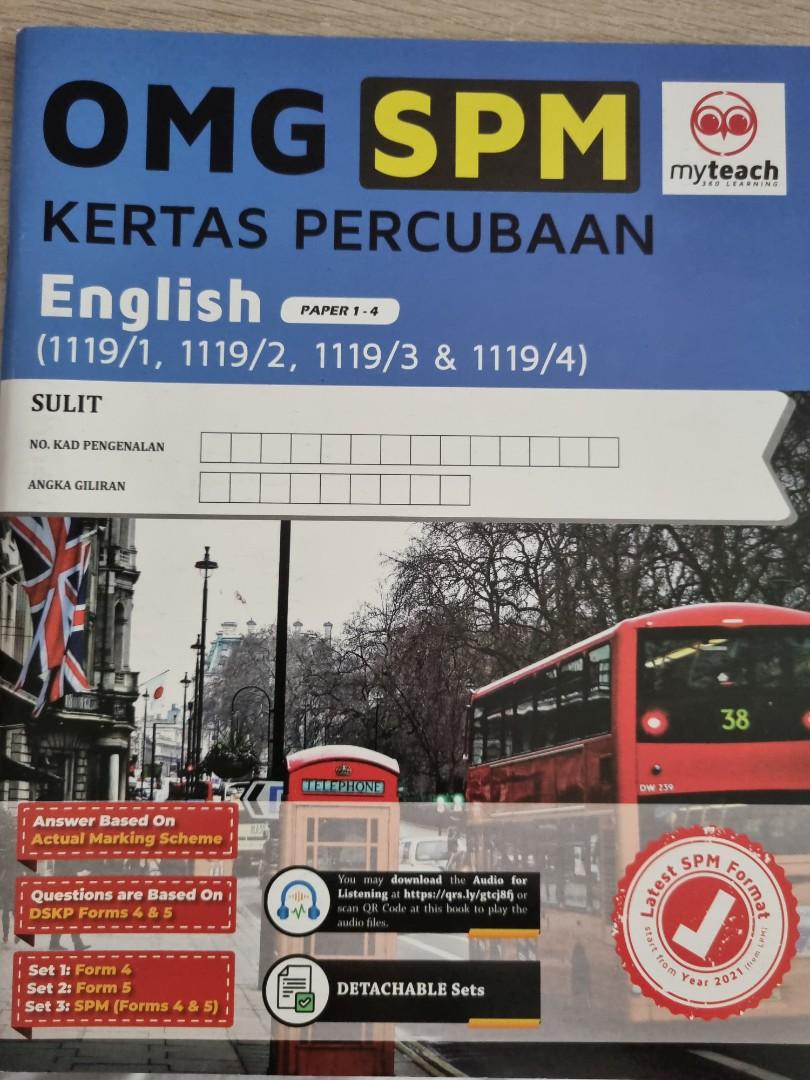 OMG SPM
myteach
360 LEARNING
KERTAS PERCUBAAN
English PAPER 1 - 4
(1119/1, 1119/2, 1119/3 & 1119/4)
SULIT
NO. KAD PENGENALAN
ANGKA GILIRAN
38
DW 239
TELEPHONE
Answer Based On
Actual Marking Scheme
Questions are Based On
DSKP Forms 4 & 5
Set 1: Form 4
Set 2: Form 5
Set 3: SPM (Forms 4 & 5)
You may download the Audio for
Listening at https://qrs.ly/gtcj8fj or
scan QR Code at this book to play the
audio files.
DETACHABLE Sets
Latest SPM Format
start from Year 2021 (from LPM)